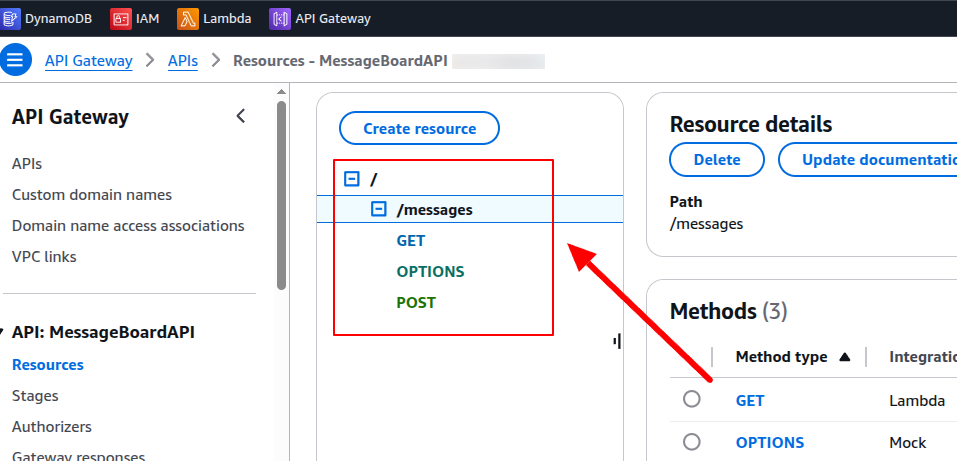 DynamoDB IAM Lambda API Gateway
API Gateway > APIs > Resources - MessageBoardAPI
API Gateway
APIs
Custom domain names
Domain name access associations
VPC links
API: MessageBoardAPI
Resources
Stages
Authorizers
Gateway responses
Create resource
/
/messages
GET
OPTIONS
POST
Resource details
Delete Update documentatio
Path
/messages
Methods (3)
Method type Integratio
GET Lambda
OPTIONS Mock